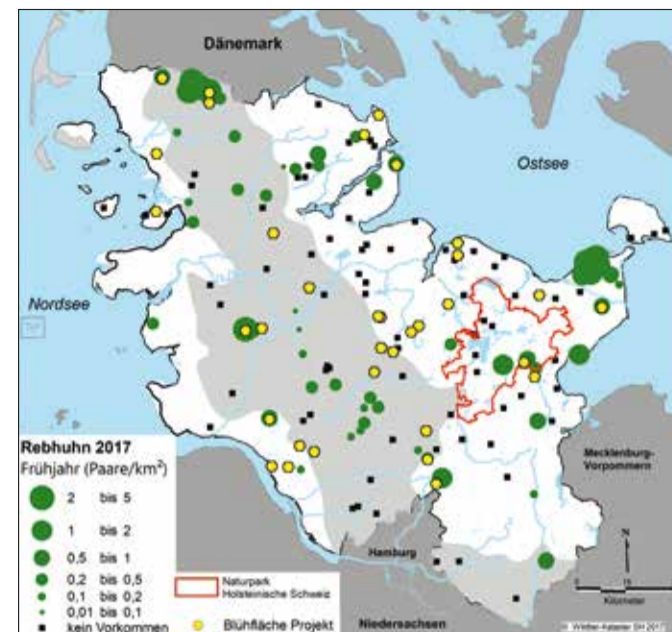 Dänemark
Ostsee
Nordsee
Rebhuhn 2017
Frühjahr (Paare/km²)
2 bis 5
1 bis 2
0,5 bis 1
0,2 bis 0,5
0,1 bis 0,2
0,01 bis 0,1
kein Vorkommen
Naturpark
Holsteinische Schweiz
Blühfläche Projekt
Hamburg
Niedersachsen
Mecklenburg-
Vorpommern
N
Kilometer